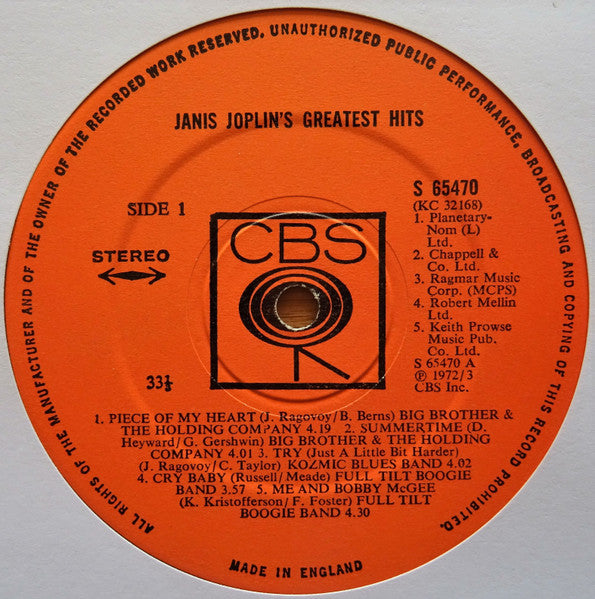 ALL RIGHTS OF THE MANUFACTURER AND OF THE OWNER OF THE RECORDED WORK RESERVED. UNAUTHORIZED PUBLIC PERFORMANCE, BROADCASTING AND COPYING OF THIS RECORD PROHIBITED.
JANIS JOPLIN'S GREATEST HITS
SIDE 1
STEREO
33⅓
CBS
S 65470
(KC 32168)
1. Planetary-
Nom (L)
Ltd.
2. Chappell &
Co. Ltd.
3. Ragmar Music
Corp. (MCPS)
4. Robert Mellin
Ltd.
5. Keith Prowse
Music Pub.
Co. Ltd.
S 65470 A
℗ 1972/3
CBS Inc.
1. PIECE OF MY HEART (J. Ragovoy/B. Berns) BIG BROTHER &
THE HOLDING COMPANY 4.19 2. SUMMERTIME (D.
Heyward/G. Gershwin) BIG BROTHER & THE HOLDING
COMPANY 4.01 3. TRY (Just A Little Bit Harder)
(J. Ragovoy/C. Taylor) KOZMIC BLUES BAND 4.02
4. CRY BABY (Russell/Meade) FULL TILT BOOGIE
BAND 3.57 5. ME AND BOBBY McGEE
(K. Kristofferson/F. Foster) FULL TILT
BOOGIE BAND 4.30
MADE IN ENGLAND